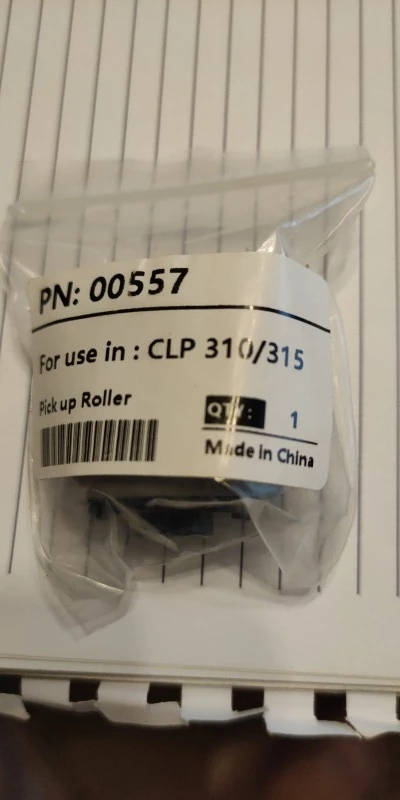 PN: 00557
For use in : CLP 310/315
Pick up Roller
QTY: 1
Made in China